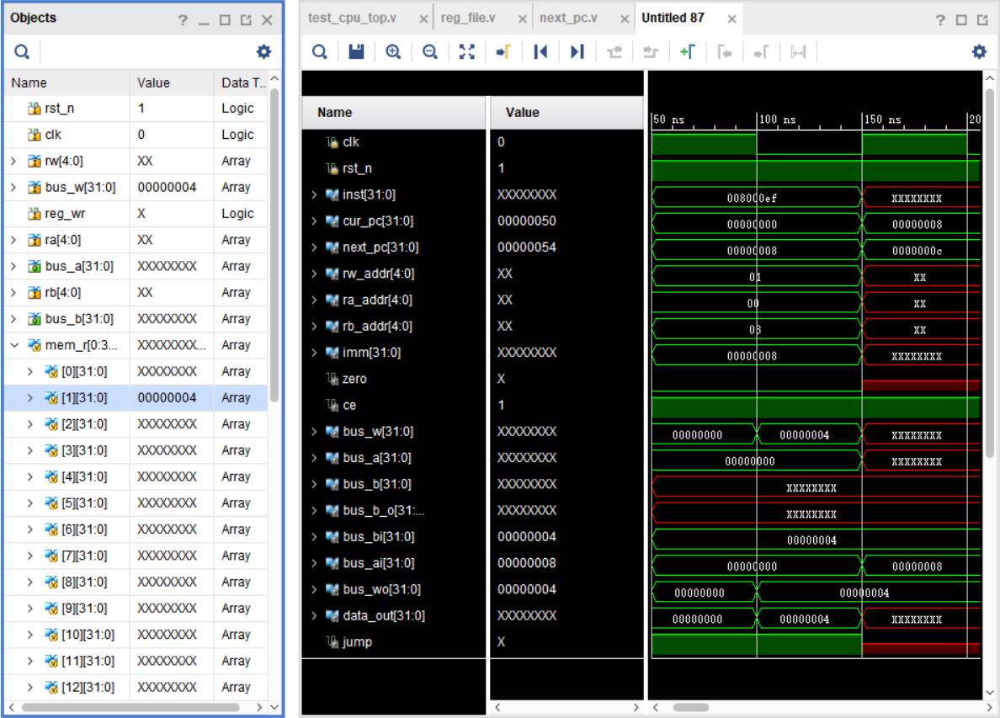 Objects ? _
Name Value Data T...
rst_n 1 Logic
clk 0 Logic
rw[4:0] XX Array
bus_w[31:0] 00000004 Array
reg_wr X Logic
ra[4:0] XX Array
bus_a[31:0] XXXXXXXX Array
rb[4:0] XX Array
bus_b[31:0] XXXXXXXX Array
mem_r[0:3... XXXXXXXX... Array
[0][31:0] XXXXXXXX Array
[1][31:0] 00000004 Array
[2][31:0] XXXXXXXX Array
[3][31:0] XXXXXXXX Array
[4][31:0] XXXXXXXX Array
[5][31:0] XXXXXXXX Array
[6][31:0] XXXXXXXX Array
[7][31:0] XXXXXXXX Array
[8][31:0] XXXXXXXX Array
[9][31:0] XXXXXXXX Array
[10][31:0] XXXXXXXX Array
[11][31:0] XXXXXXXX Array
[12][31:0] XXXXXXXX Array
test_cpu_top.v x reg_file.v x next_pc.v x Untitled 87 x ?
Name Value
50 ns 100 ns 150 ns 20
clk 0
rst_n 1
inst[31:0] XXXXXXXX 008000ef XXXXXXXX
cur_pc[31:0] 00000050 00000000 00000008
next_pc[31:0] 00000054 00000008 0000000c
rw_addr[4:0] XX 01 XX
ra_addr[4:0] XX 00 XX
rb_addr[4:0] XX 08 XX
imm[31:0] XXXXXXXX 00000008 XXXXXXXX
zero X
ce 1
bus_w[31:0] XXXXXXXX 00000000 00000004 XXXXXXXX
bus_a[31:0] XXXXXXXX 00000000 XXXXXXXX
bus_b[31:0] XXXXXXXX XXXXXXXX
bus_b_o[31:... XXXXXXXX XXXXXXXX
bus_bi[31:0] 00000004 00000004
bus_ai[31:0] 00000008 00000000 00000008
bus_wo[31:0] 00000004 00000000 00000004
data_out[31:0] XXXXXXXX 00000000 00000004 XXXXXXXX
jump X